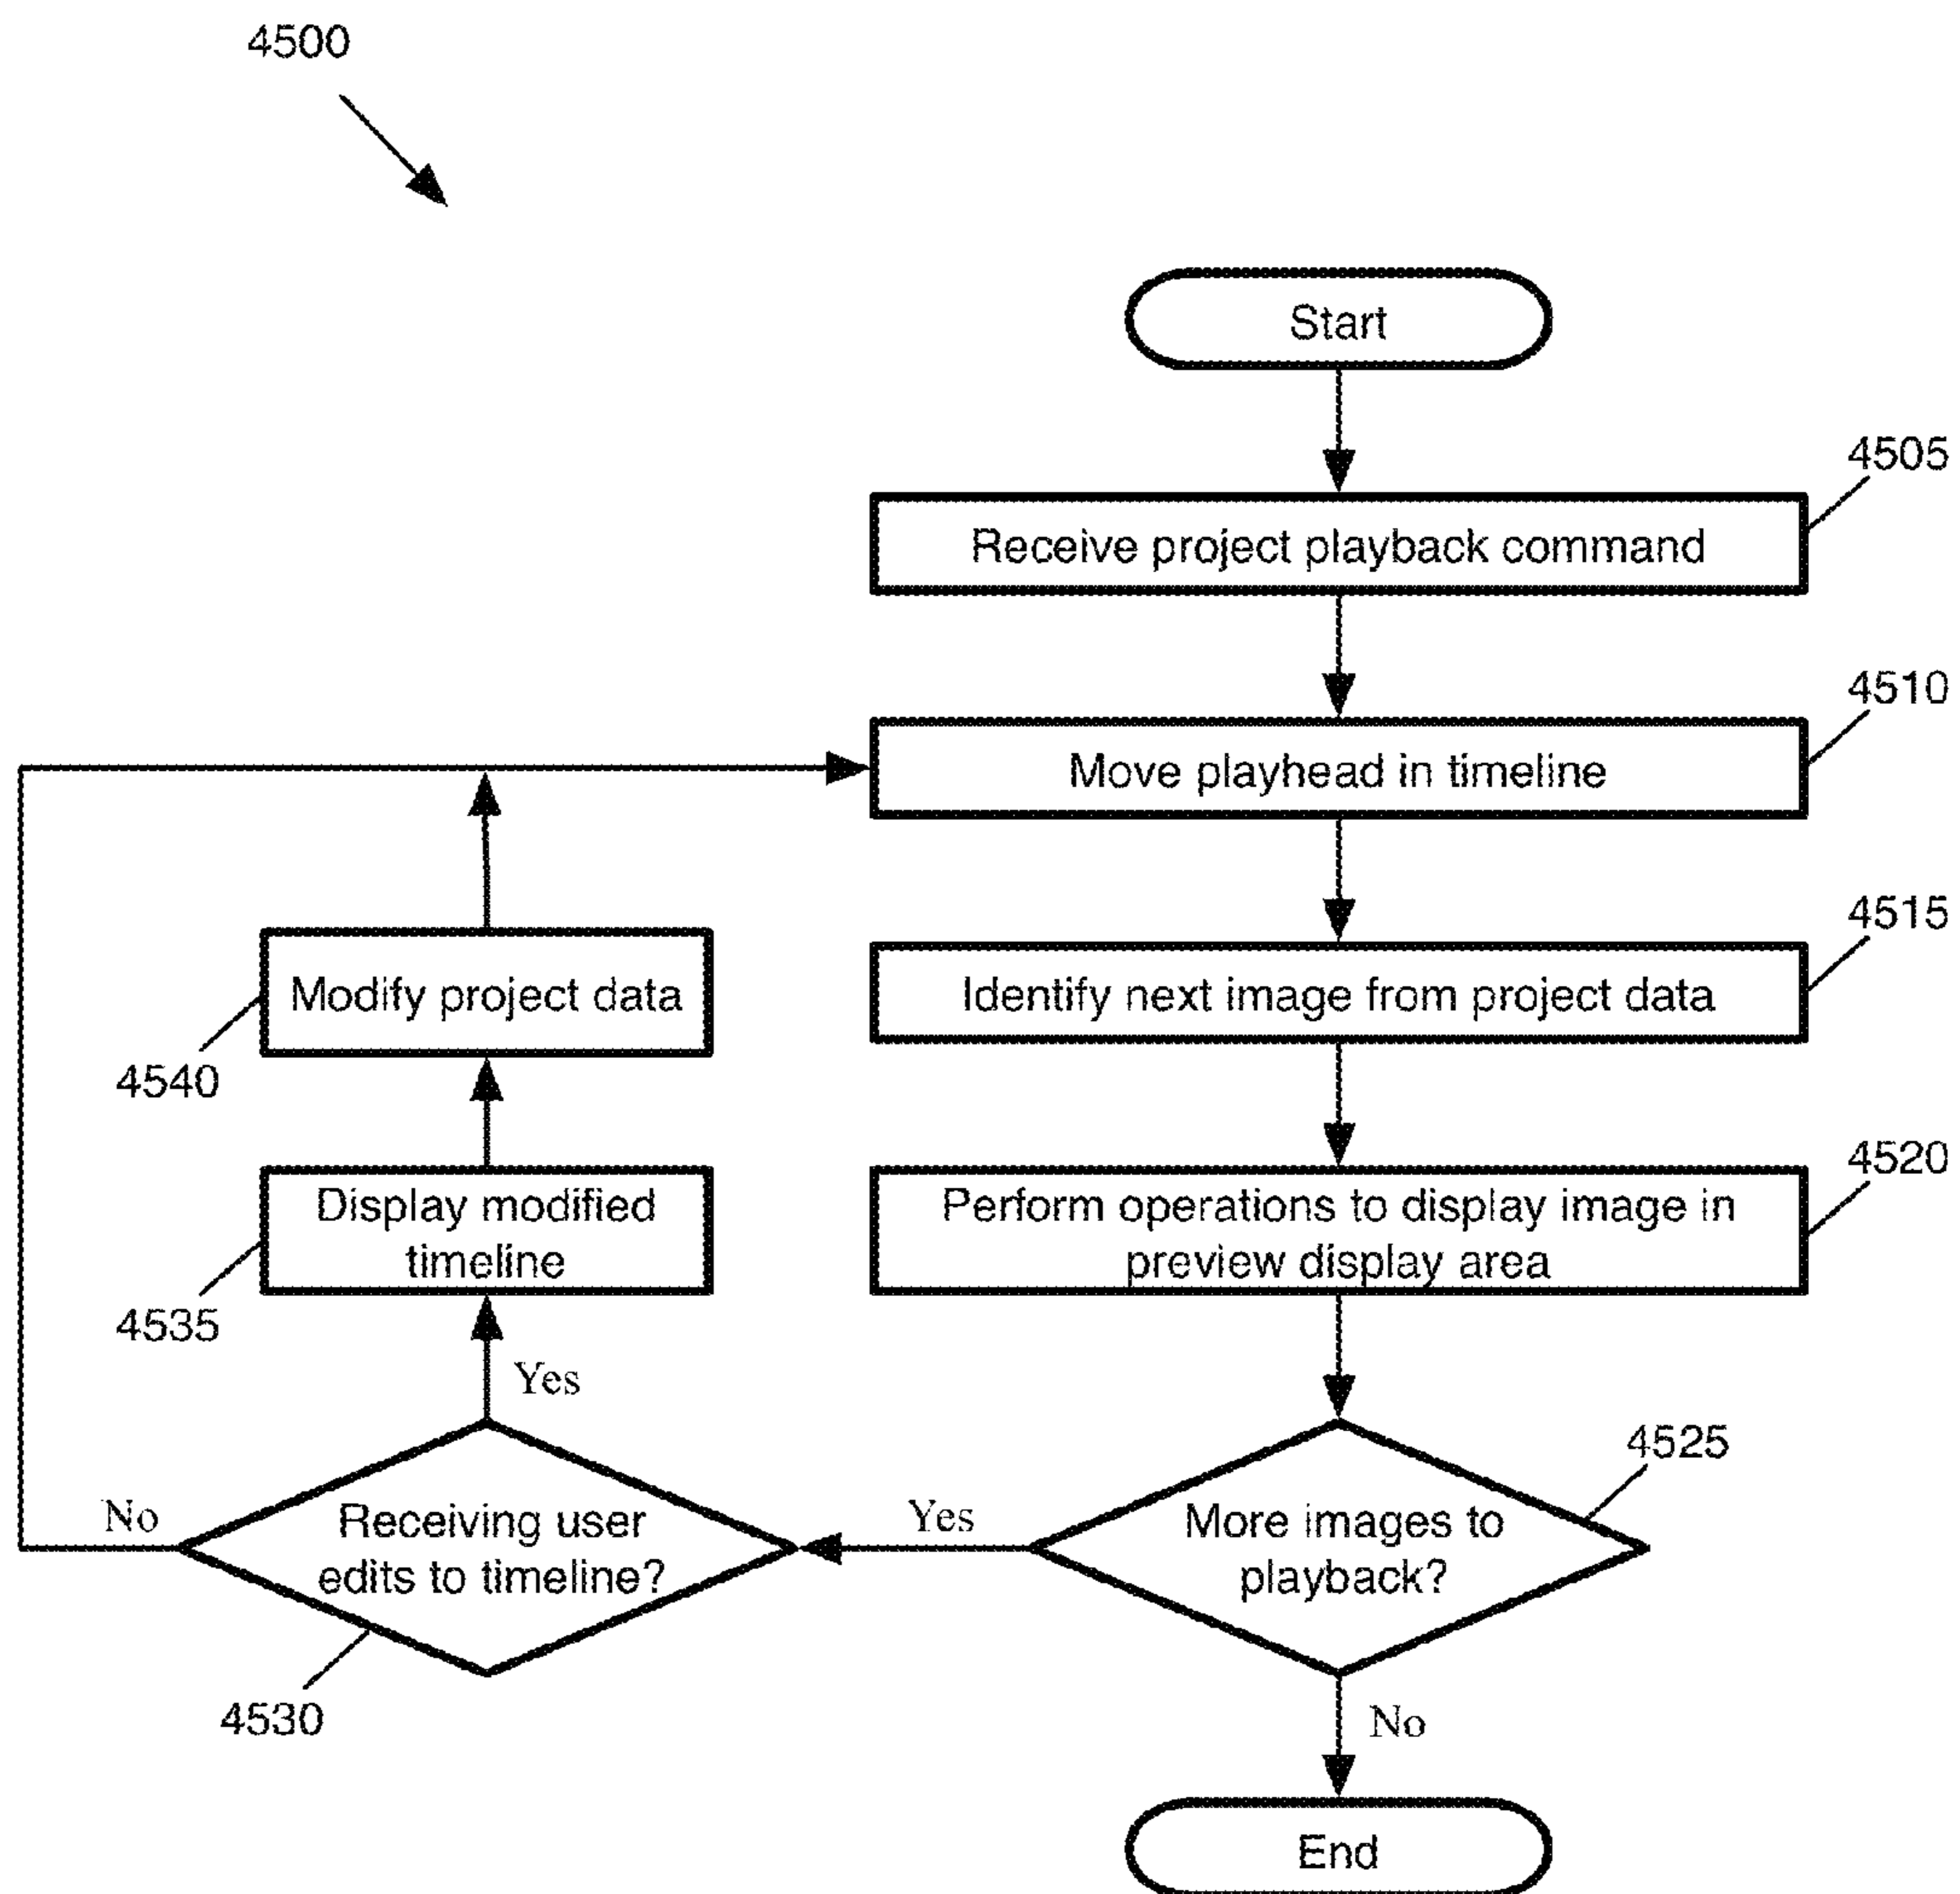 4500
Start
4505
Receive project playback command
4510
Move playhead in timeline
4515
Identify next image from project data
Modify project data
4540
4520
Perform operations to display image in
preview display area
Display modified
timeline
4535
Yes
4525
No
Receiving user
edits to timeline?
Yes
More images to
playback?
4530
No
End